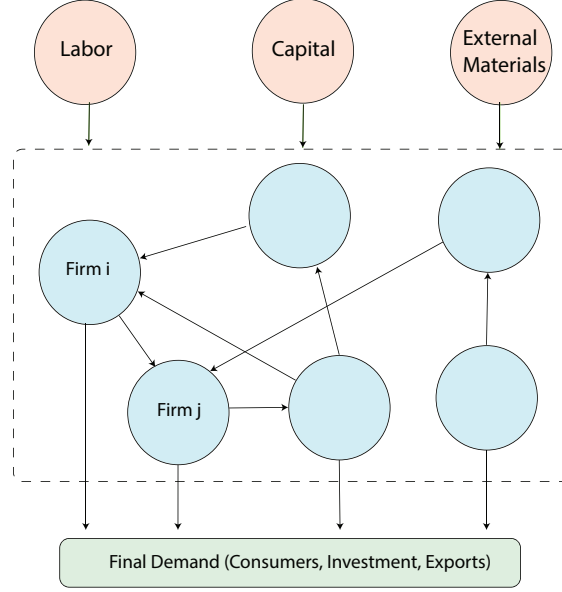 Labor
Capital
External
Materials
Firm i
Firm j
Final Demand (Consumers, Investment, Exports)